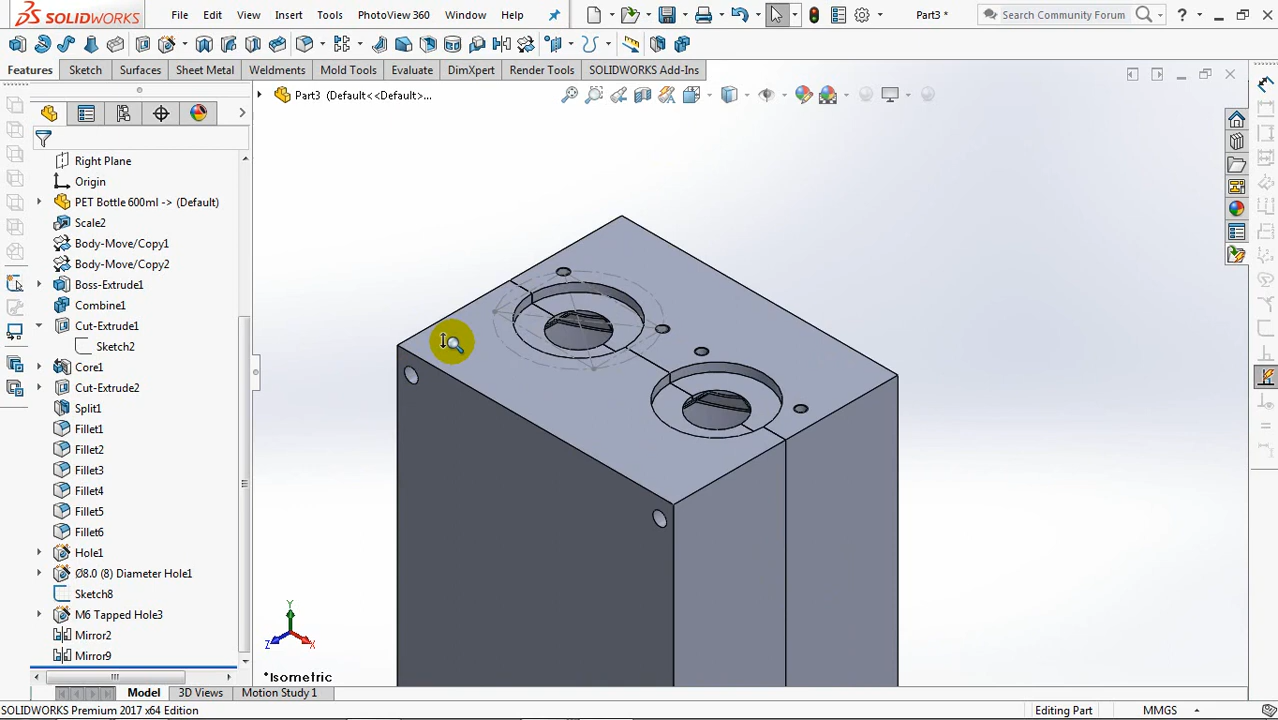 SOLIDWORKS File Edit View Insert Tools PhotoView 360 Window Help Part3 * Search Community Forum ?
Features Sketch Surfaces Sheet Metal Weldments Mold Tools Evaluate DimXpert Render Tools SOLIDWORKS Add-Ins
Part3 (Default<<Default>...
Right Plane
Origin
PET Bottle 600ml -> (Default)
Scale2
Body-Move/Copy1
Body-Move/Copy2
Boss-Extrude1
Combine1
Cut-Extrude1
Sketch2
Core1
Cut-Extrude2
Split1
Fillet1
Fillet2
Fillet3
Fillet4
Fillet5
Fillet6
Hole1
Ø8.0 (8) Diameter Hole1
Sketch8
M6 Tapped Hole3
Mirror2
Mirror9
Y
Z X
*Isometric
Model 3D Views Motion Study 1
SOLIDWORKS Premium 2017 x64 Edition Editing Part MMGS